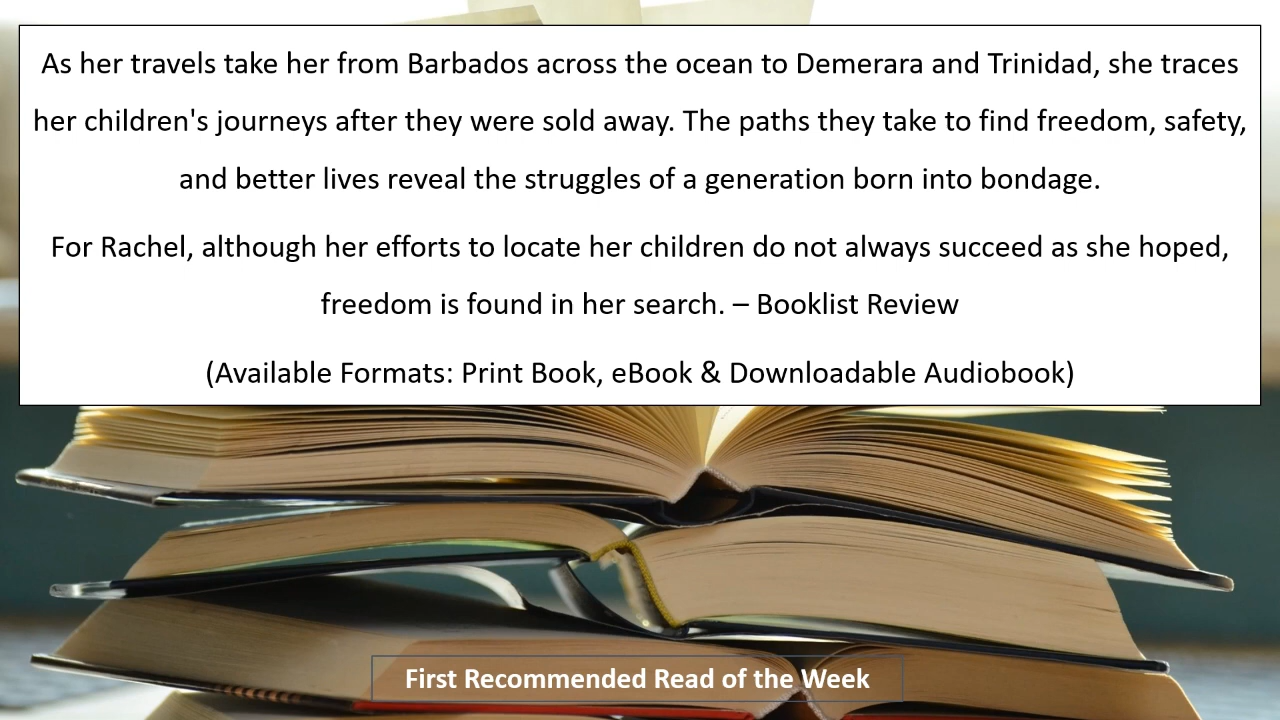 As her travels take her from Barbados across the ocean to Demerara and Trinidad, she traces
her children's journeys after they were sold away. The paths they take to find freedom, safety,
and better lives reveal the struggles of a generation born into bondage.
For Rachel, although her efforts to locate her children do not always succeed as she hoped,
freedom is found in her search. – Booklist Review
(Available Formats: Print Book, eBook & Downloadable Audiobook)
First Recommended Read of the Week